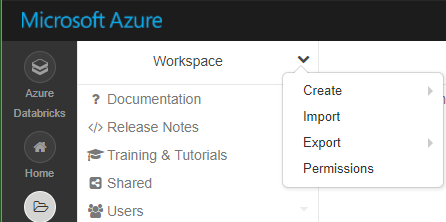 Microsoft Azure
Azure
Databricks
Home
Workspace
? Documentation
</> Release Notes
Training & Tutorials
Shared
Users
Create
Import
Export
Permissions